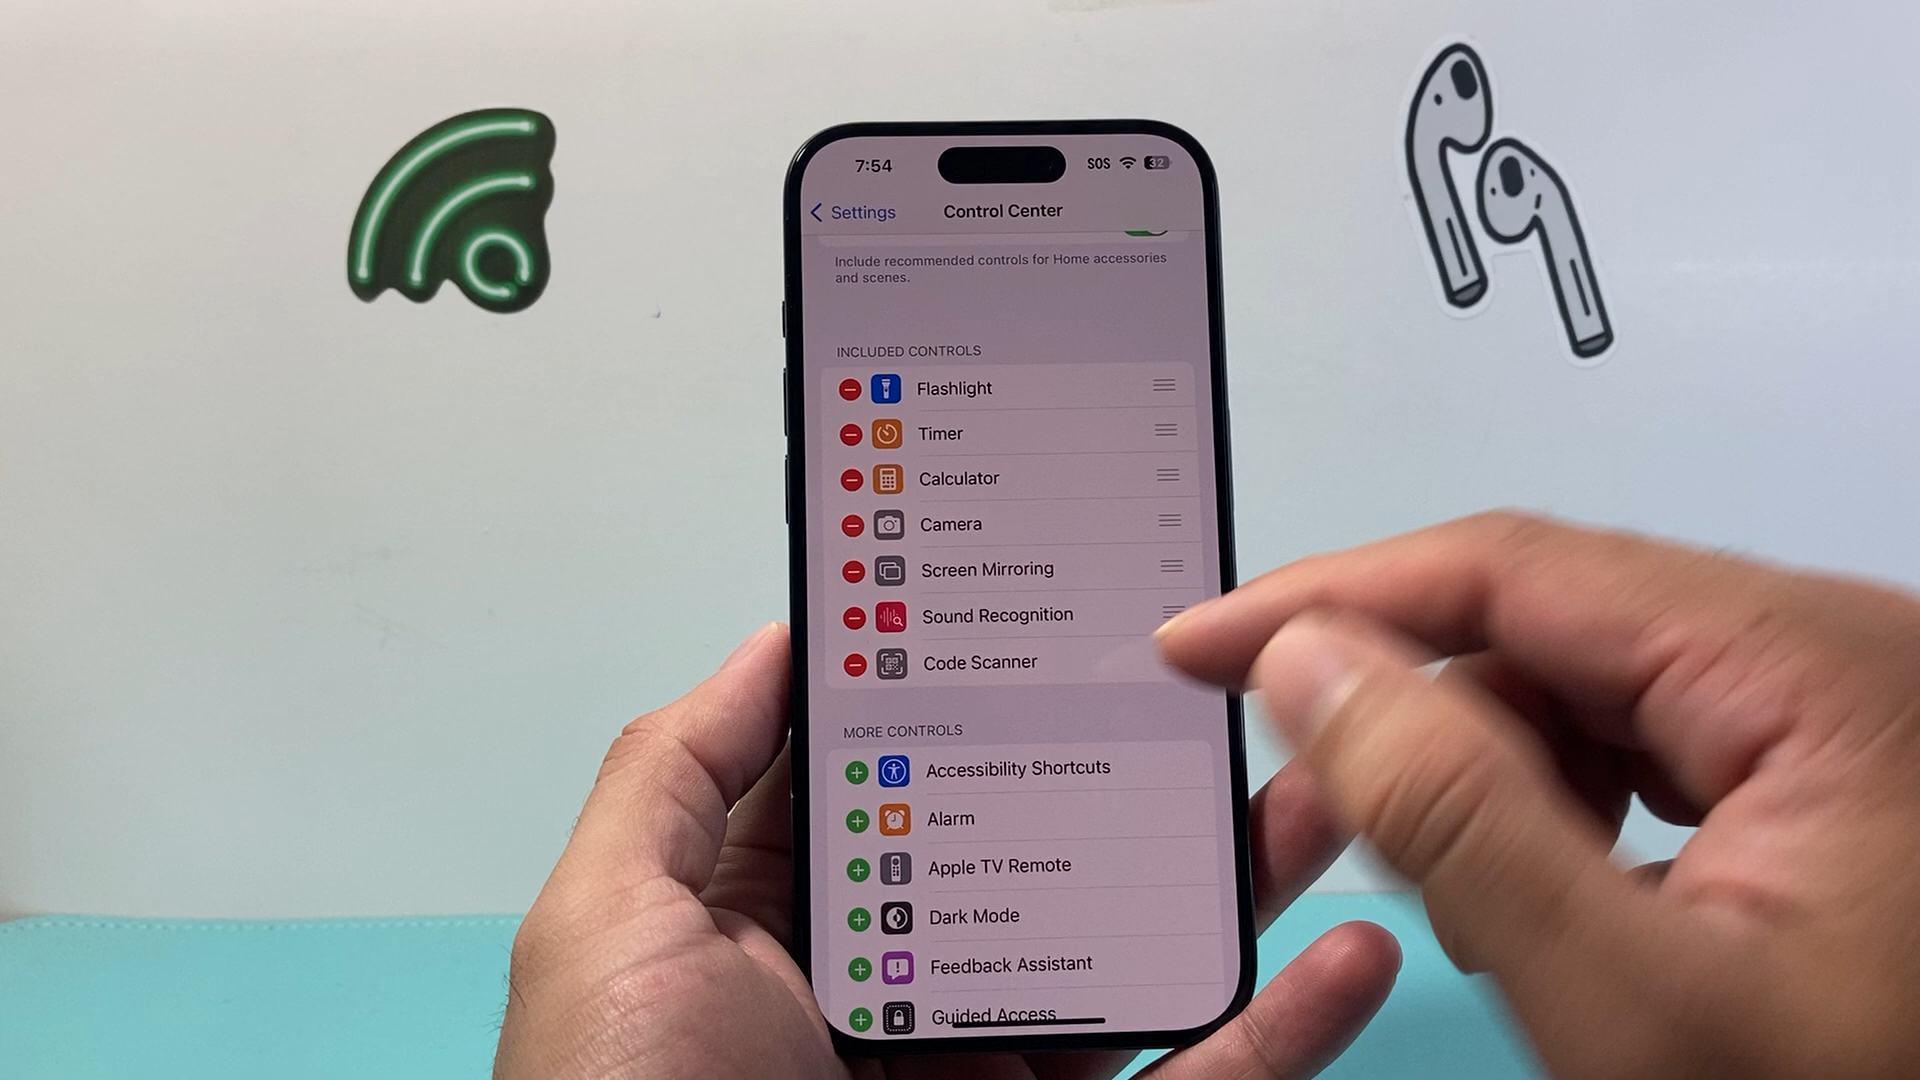 7:54
SOS
32
Settings
Control Center
Include recommended controls for Home accessories
and scenes.
INCLUDED CONTROLS
Flashlight
Timer
Calculator
Camera
Screen Mirroring
Sound Recognition
Code Scanner
MORE CONTROLS
Accessibility Shortcuts
Alarm
Apple TV Remote
Dark Mode
Feedback Assistant
Guided Access